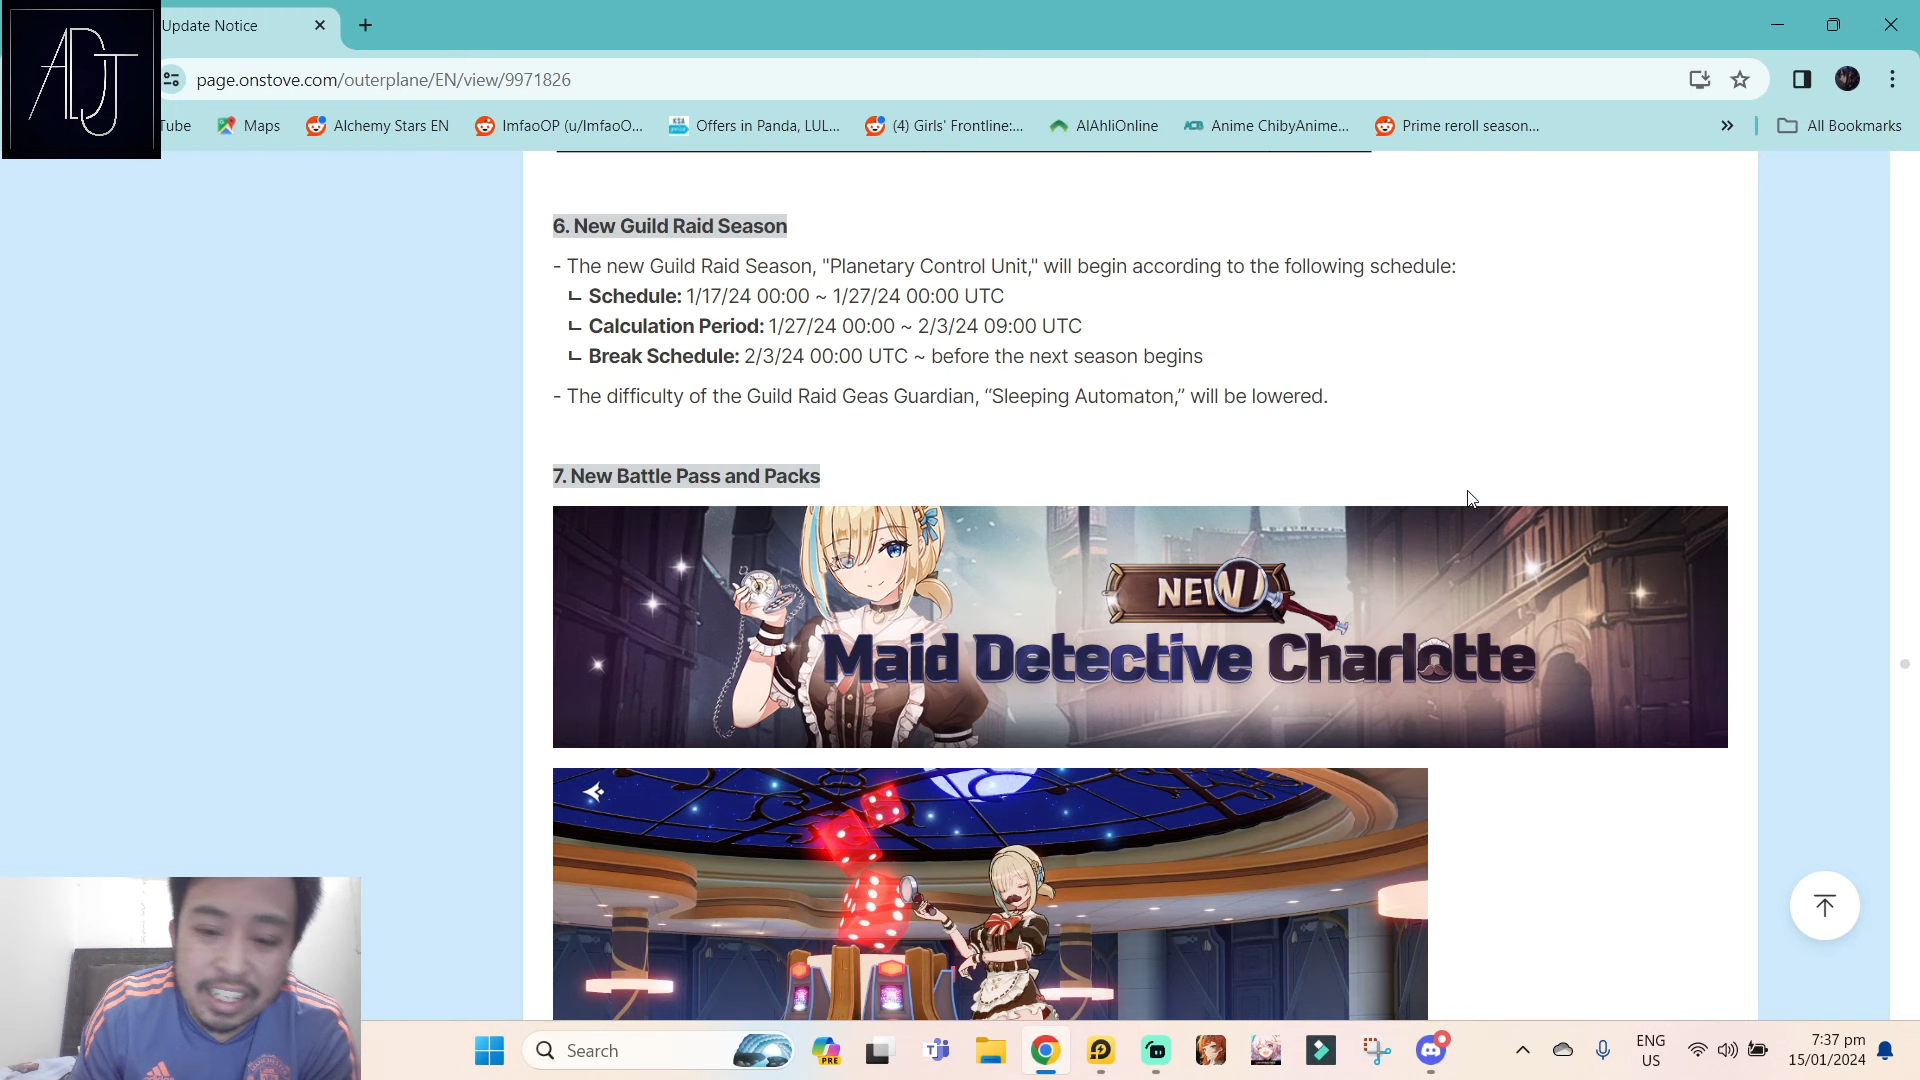 ADJ
Update Notice
page.onstove.com/outerplane/EN/view/9971826
Tube
Maps
Alchemy Stars EN
lmfaoOP (u/lmfaoO...
Offers in Panda, LUL...
(4) Girls' Frontline:...
AlAhliOnline
Anime ChibyAnime...
Prime reroll season...
All Bookmarks
6. New Guild Raid Season
- The new Guild Raid Season, "Planetary Control Unit," will begin according to the following schedule:
ㄴ Schedule: 1/17/24 00:00 ~ 1/27/24 00:00 UTC
ㄴ Calculation Period: 1/27/24 00:00 ~ 2/3/24 09:00 UTC
ㄴ Break Schedule: 2/3/24 00:00 UTC ~ before the next season begins
- The difficulty of the Guild Raid Geas Guardian, “Sleeping Automaton,” will be lowered.
7. New Battle Pass and Packs
NEW!
Maid Detective Charlotte
Search
PRE
ENG
US
7:37 pm
15/01/2024